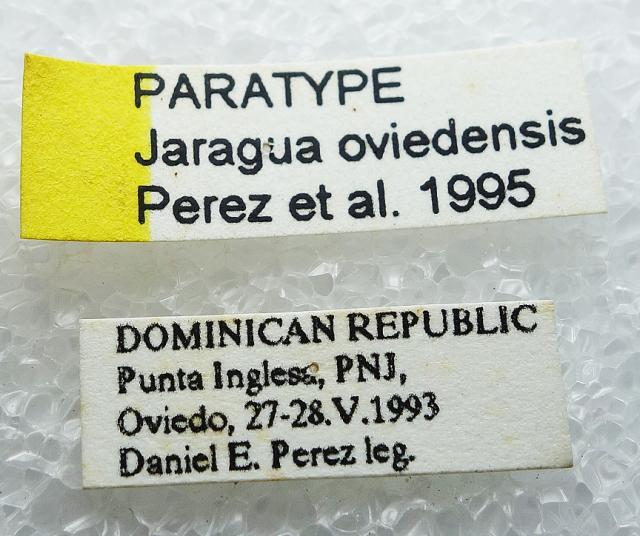 PARATYPE
Jaragua oviedensis
Perez et al. 1995
DOMINICAN REPUBLIC
Punta Inglesa, PNJ,
Oviedo, 27-28.V.1993
Daniel E. Perez leg.